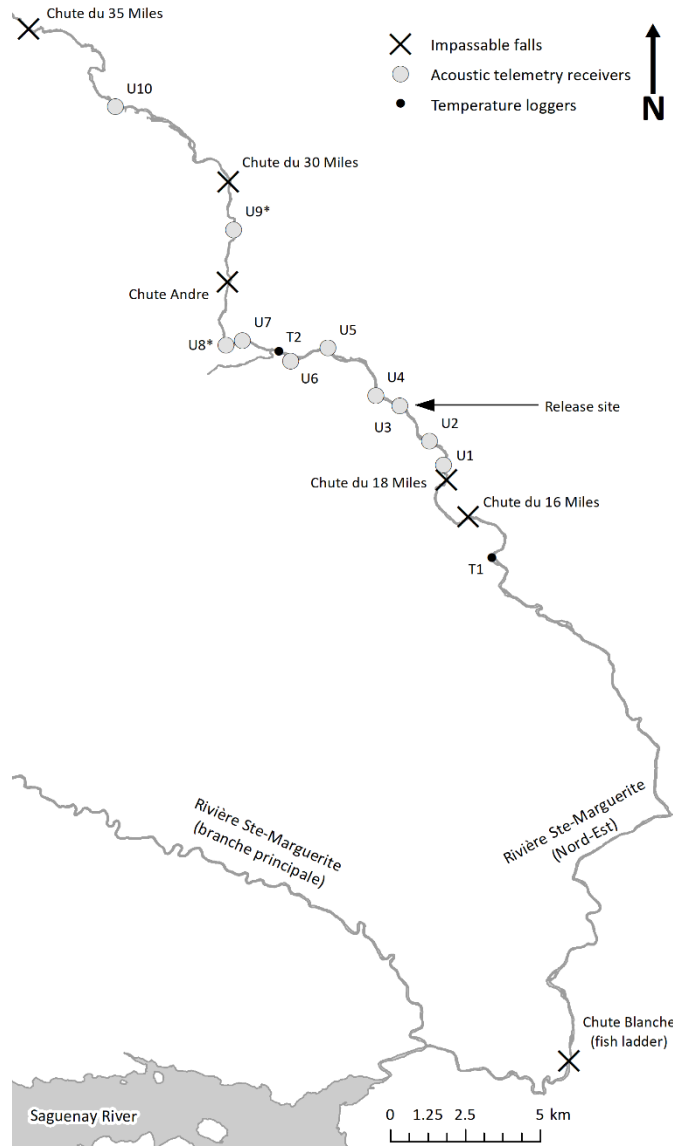 Chute du 35 Miles
Impassable falls
Acoustic telemetry receivers
Temperature loggers
N
U10
Chute du 30 Miles
U9*
Chute Andre
U7
T2
U5
U8*
U6
U4
Release site
U3
U2
U1
Chute du 18 Miles
Chute du 16 Miles
T1
Rivière Ste-Marguerite
(branche principale)
Rivière Ste-Marguerite
(Nord-Est)
Chute Blanche
(fish ladder)
Saguenay River
0 1.25 2.5 5 km